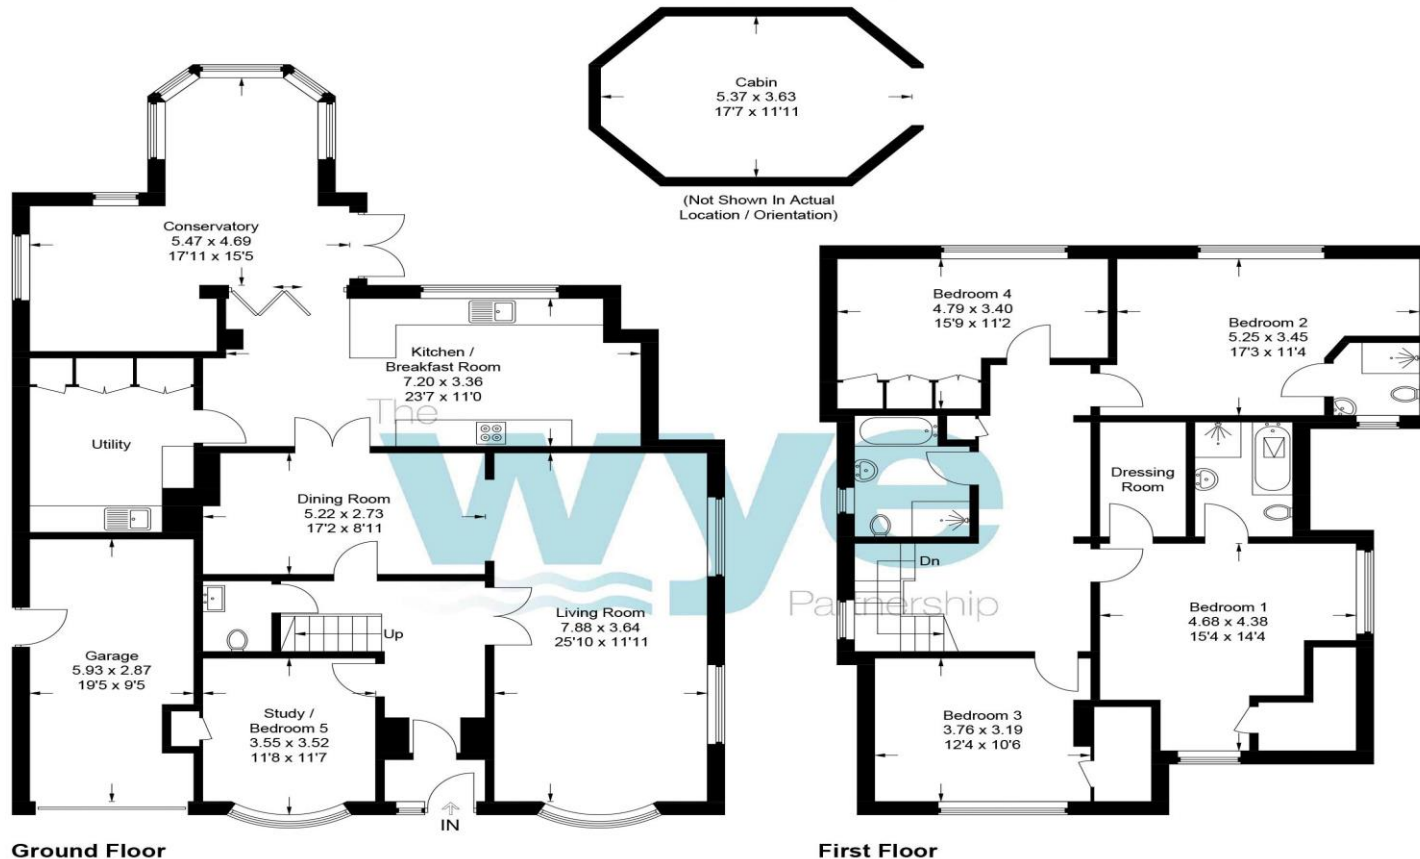 Cabin
5.37 x 3.63
17'7 x 11'11
(Not Shown In Actual
Location / Orientation)
Conservatory
5.47 x 4.69
17'11 x 15'5
Kitchen /
Breakfast Room
7.20 x 3.36
23'7 x 11'0
Utility
Dining Room
5.22 x 2.73
17'2 x 8'11
Up
Living Room
7.88 x 3.64
25'10 x 11'11
Garage
5.93 x 2.87
19'5 x 9'5
Study /
Bedroom 5
3.55 x 3.52
11'8 x 11'7
IN
Ground Floor
Bedroom 4
4.79 x 3.40
15'9 x 11'2
Bedroom 2
5.25 x 3.45
17'3 x 11'4
Dressing
Room
Dn
Bedroom 1
4.68 x 4.38
15'4 x 14'4
Bedroom 3
3.76 x 3.19
12'4 x 10'6
First Floor
The
wye
Partnership